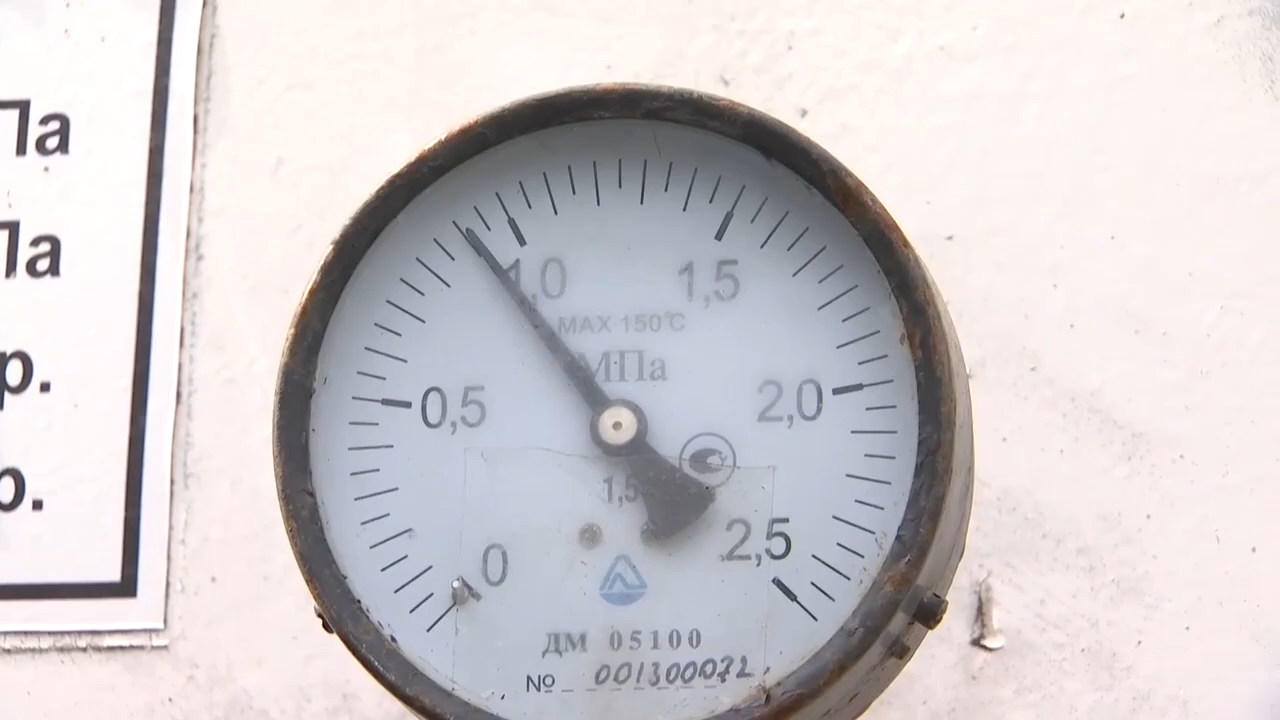 Па
Па
р.
р.
1,0 1,5
MAX 150°C
МПа
0,5 2,0
1,5
0 2,5
ДМ 05100
№ 001300072